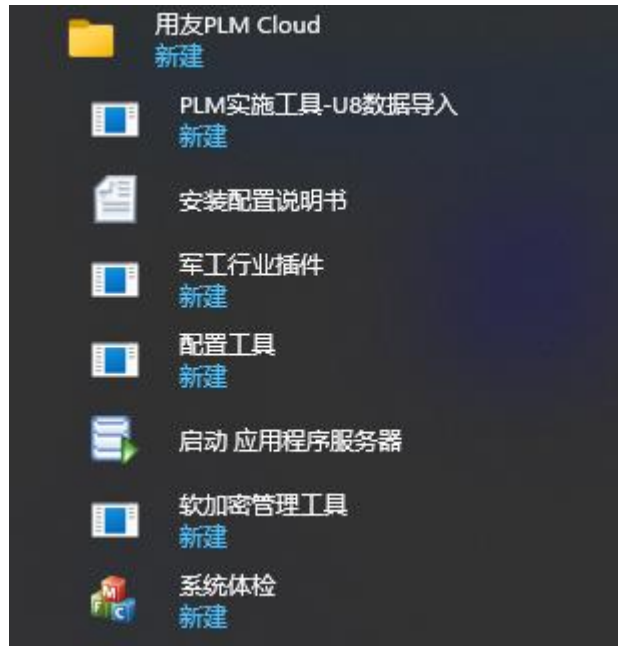 用友PLM Cloud
新建
PLM实施工具-U8数据导入
新建
安装配置说明书
军工行业插件
新建
配置工具
新建
启动 应用程序服务器
软加密管理工具
新建
M
F C
系统体检
新建